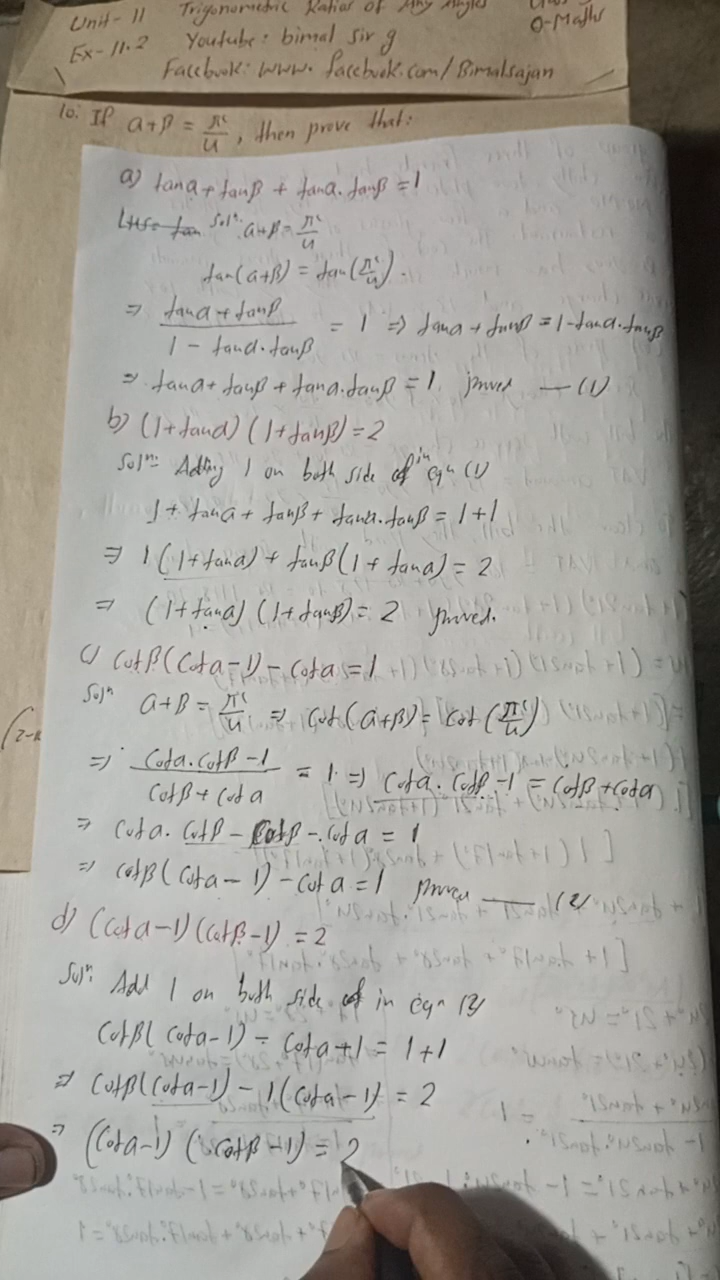 Unit - 11 Trigonometric Ratios of Any Angles
O-Maths
Ex - 11.2 Youtube: bimal sir g
Facebook: www.facebook.com/Bimalsajan
10. If α+β = π^c/4, then prove that:
a) tanα + tanβ + tanα.tanβ = 1
Solⁿ: α+β = π^c/4
tan(α+β) = tan(π^c/4).
⇒ (tanα + tanβ)/(1 - tanα.tanβ) = 1 ⇒ tanα + tanβ = 1 - tanα.tanβ
⇒ tanα + tanβ + tanα.tanβ = 1 proved — (1)
b) (1+tanα) (1+tanβ) = 2
Solⁿ: Adding 1 on both side in eqⁿ (1)
1 + tanα + tanβ + tanα.tanβ = 1+1
⇒ 1(1+tanα) + tanβ(1+tanα) = 2
⇒ (1+tanα) (1+tanβ) = 2 proved.
c) cotβ(cotα-1) - cotα = 1
Solⁿ α+β = π^c/4 ⇒ cot(α+β) = cot(π^c/4)
⇒ (cotα.cotβ - 1)/(cotβ + cotα) = 1 ⇒ cotα.cotβ - 1 = cotβ + cotα
⇒ cotα.cotβ - cotβ - cotα = 1
⇒ cotβ(cotα - 1) - cotα = 1 proved — (2)
d) (cotα-1)(cotβ-1) = 2
Solⁿ: Add 1 on both side in eqⁿ (2)
cotβ(cotα-1) - cotα+1 = 1+1
⇒ cotβ(cotα-1) - 1(cotα-1) = 2
⇒ (cotα-1) (cotβ-1) = 2